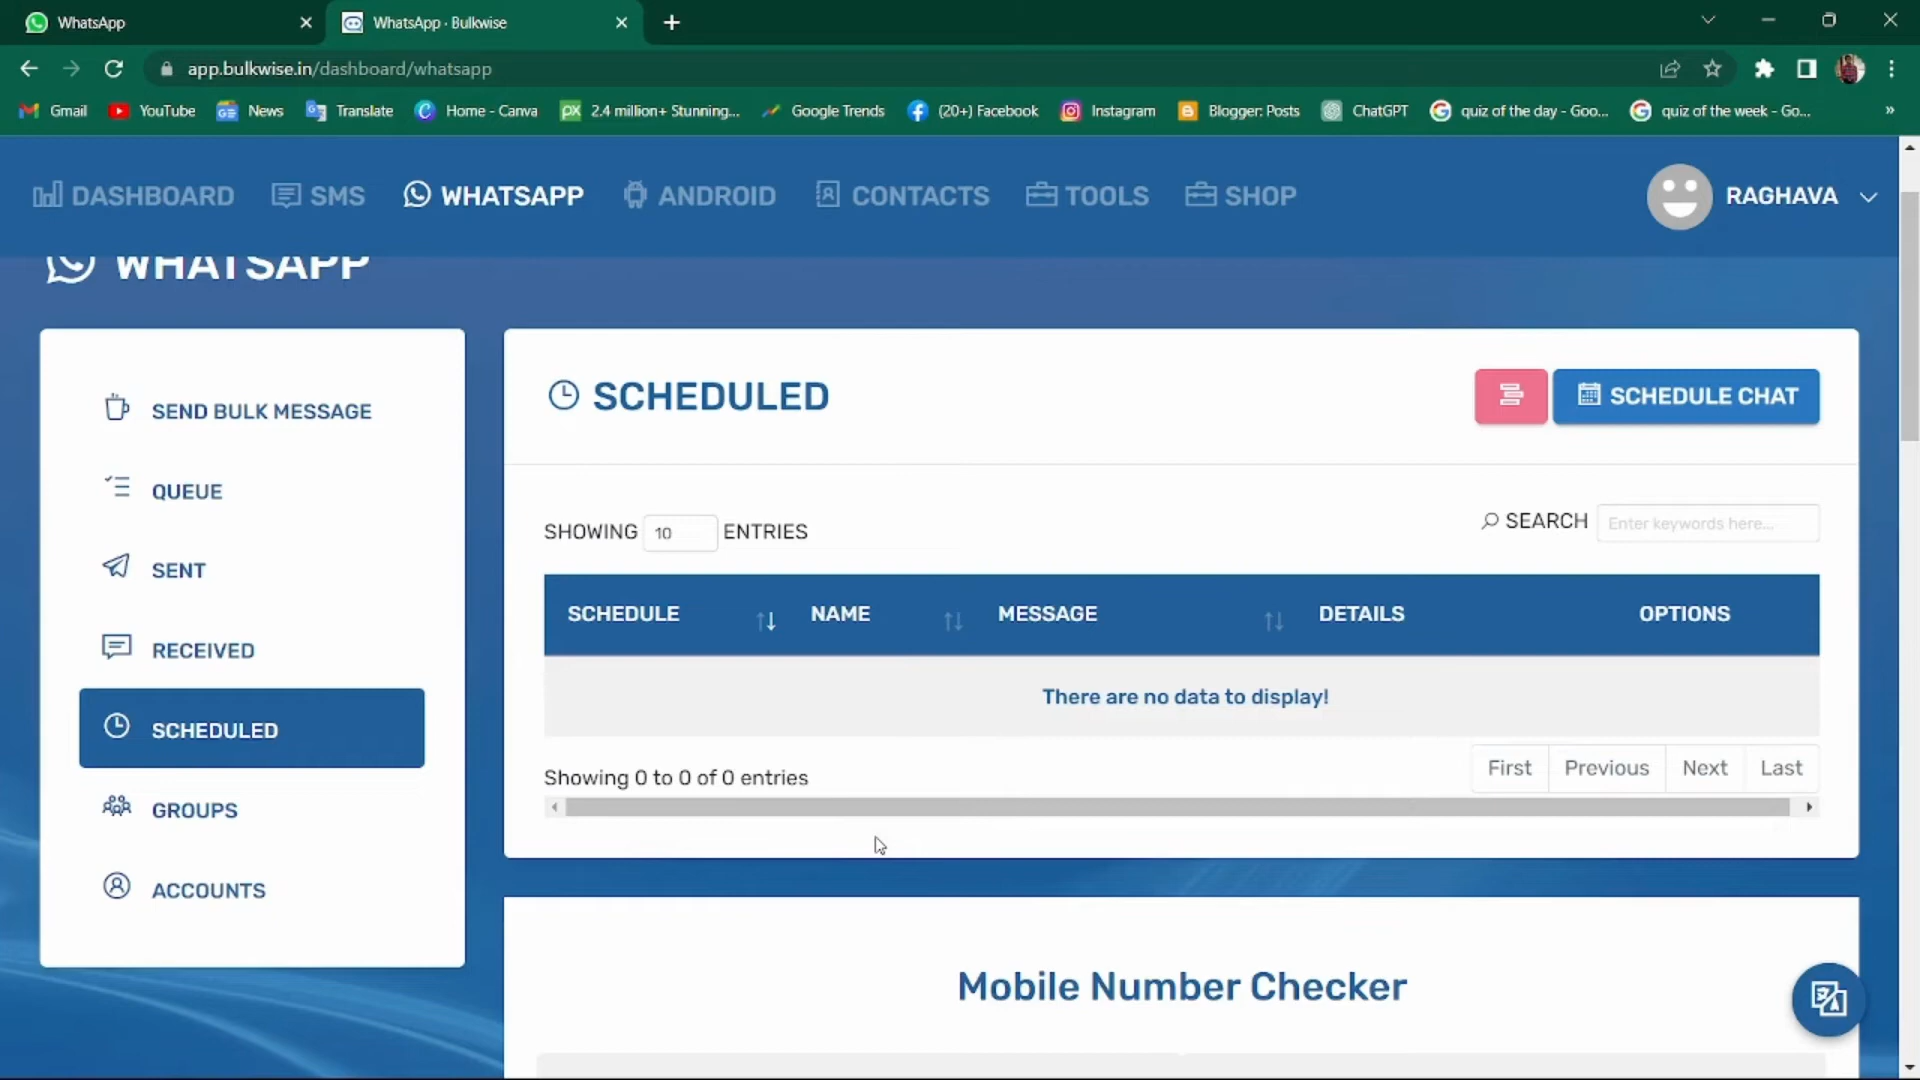 WhatsApp
WhatsApp · Bulkwise
app.bulkwise.in/dashboard/whatsapp
Gmail
YouTube
News
Translate
Home - Canva
2.4 million+ Stunning...
Google Trends
(20+) Facebook
Instagram
Blogger: Posts
ChatGPT
quiz of the day - Goo...
quiz of the week - Go...
DASHBOARD
SMS
WHATSAPP
ANDROID
CONTACTS
TOOLS
SHOP
RAGHAVA
WHATSAPP
SEND BULK MESSAGE
QUEUE
SENT
RECEIVED
SCHEDULED
GROUPS
ACCOUNTS
SCHEDULED
SCHEDULE CHAT
SHOWING 10 ENTRIES
SEARCH Enter keywords here...
SCHEDULE NAME MESSAGE DETAILS OPTIONS
There are no data to display!
Showing 0 to 0 of 0 entries
First Previous Next Last
Mobile Number Checker